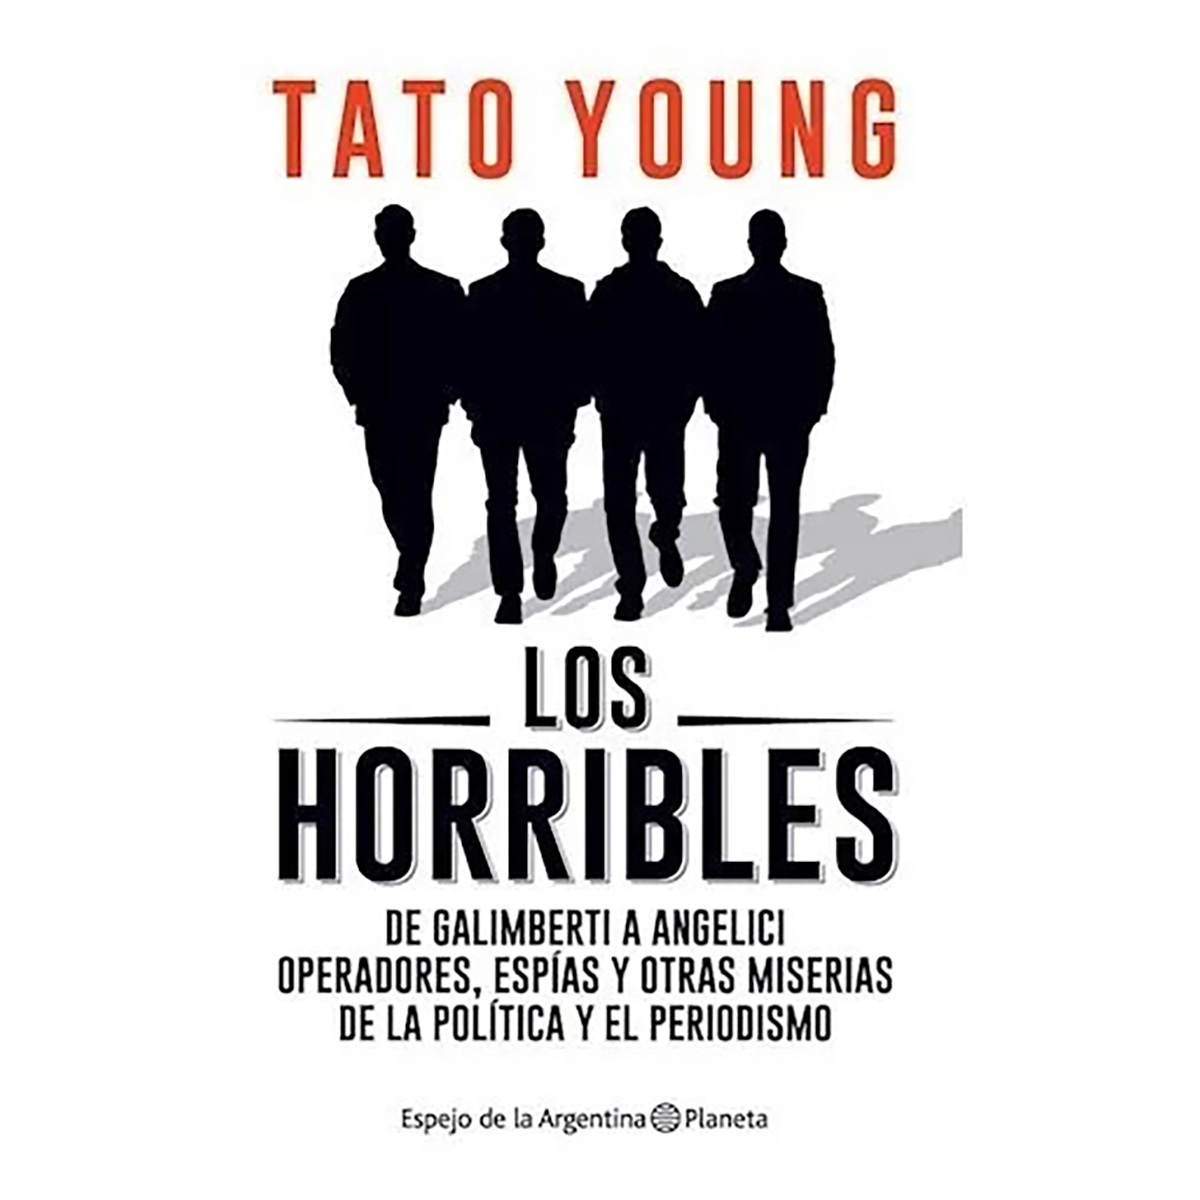 TATO YOUNG
LOS
HORRIBLES
DE GALIMBERTI A ANGELICI
OPERADORES, ESPÍAS Y OTRAS MISERIAS
DE LA POLÍTICA Y EL PERIODISMO
Espejo de la Argentina Planeta